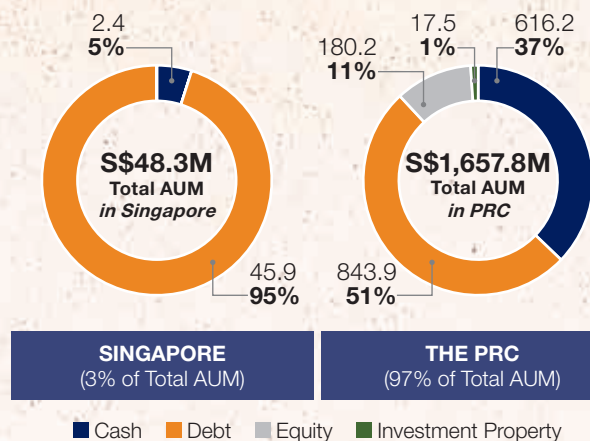 2.4
5%
S$48.3M
Total AUM
in Singapore
45.9
95%
17.5
1%
616.2
37%
180.2
11%
S$1,657.8M
Total AUM
in PRC
843.9
51%
SINGAPORE
(3% of Total AUM)
THE PRC
(97% of Total AUM)
Cash Debt Equity Investment Property